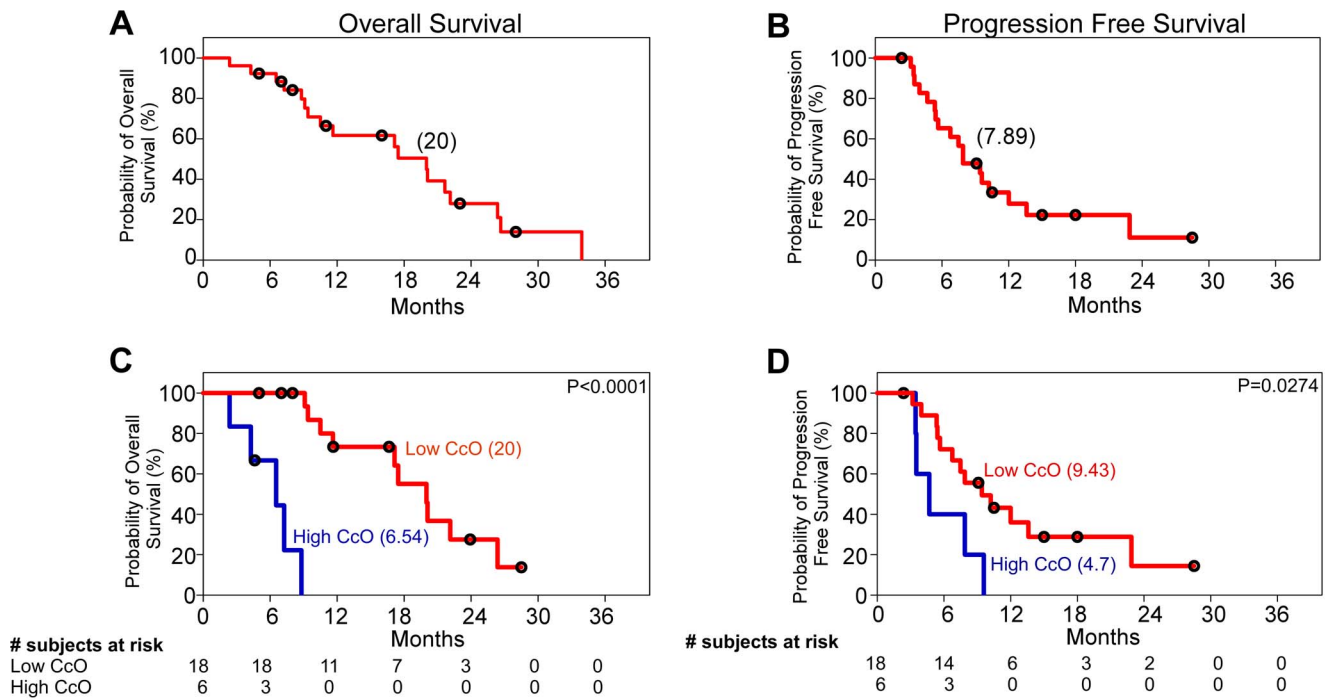 A
Overall Survival
Probability of Overall
Survival (%)
100
80
60
40
20
0
(20)
0 6 12 18 24 30 36
Months
B
Progression Free Survival
Probability of Progression
Free Survival (%)
100
80
60
40
20
0
(7.89)
0 6 12 18 24 30 36
Months
C
Probability of Overall
Survival (%)
100
80
60
40
20
0
P<0.0001
Low CcO (20)
High CcO (6.54)
0 6 12 18 24 30 36
Months
# subjects at risk
Low CcO 18 18 11 7 3 0 0
High CcO 6 3 0 0 0 0 0
D
Probability of Progression
Free Survival (%)
100
80
60
40
20
0
P=0.0274
Low CcO (9.43)
High CcO (4.7)
0 6 12 18 24 30 36
Months
# subjects at risk
18 14 6 3 2 0 0
6 3 0 0 0 0 0